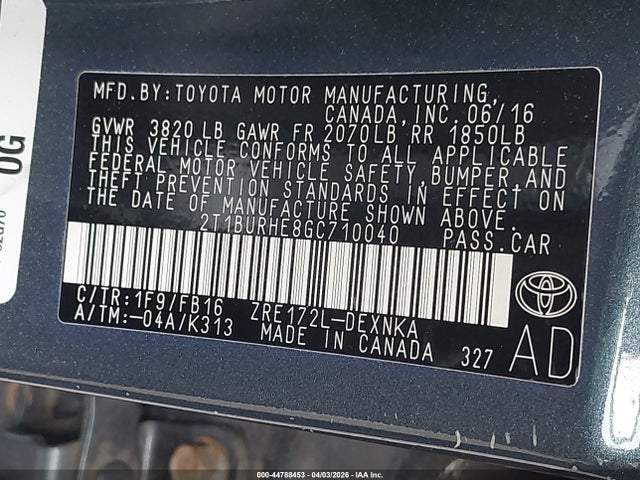 MFD.BY:TOYOTA MOTOR MANUFACTURING,
CANADA,INC.06/16
GVWR 3820LB GAWR FR 2070LB RR 1850LB
THIS VEHICLE CONFORMS TO ALL APPLICABLE
FEDERAL MOTOR VEHICLE SAFETY, BUMPER, AND
THEFT PREVENTION STANDARDS IN EFFECT ON
THE DATE OF MANUFACTURE SHOWN ABOVE.
2T1BURHE8GC710040 PASS.CAR
C/TR:1F9/FB16 ZRE172L-DEXNKA
A/TM:-04A/K313 MADE IN CANADA 327
AD
OG
000-44788453 - 04/03/2026 - IAA Inc.